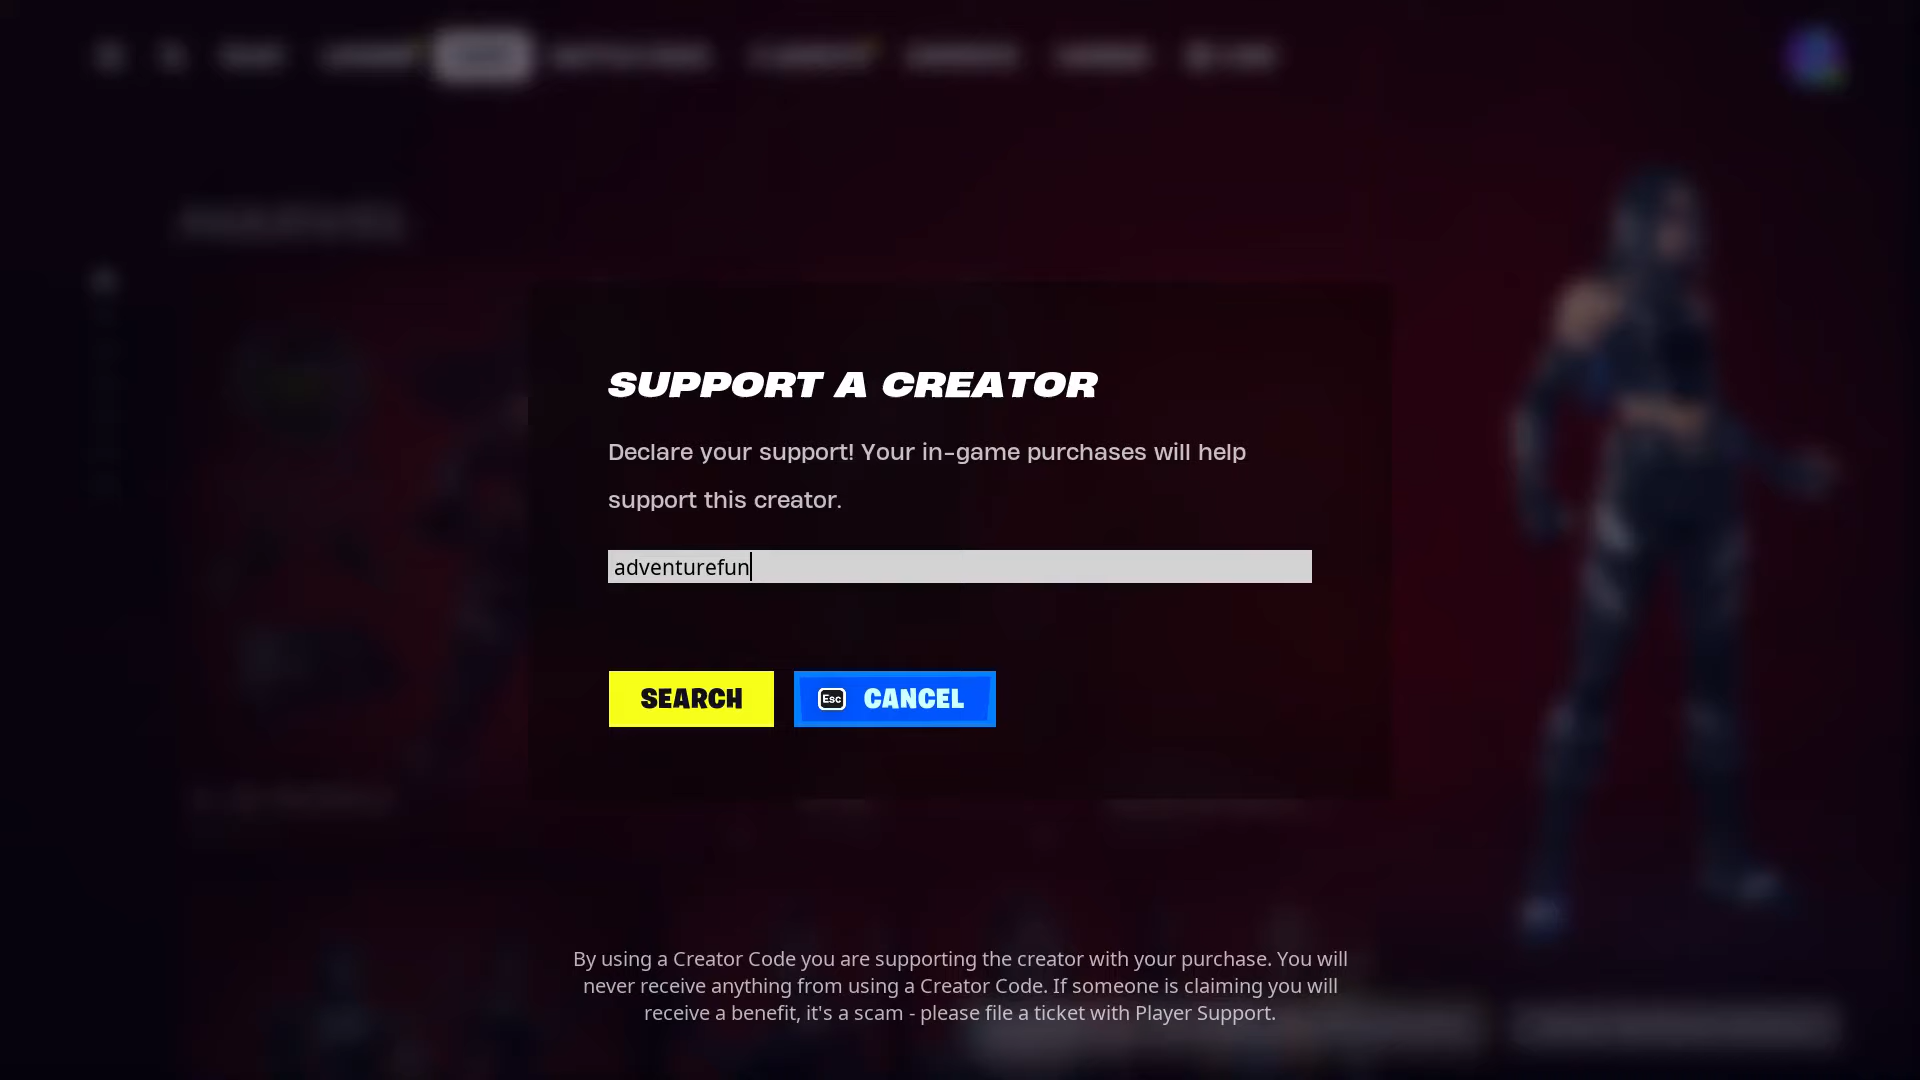 SUPPORT A CREATOR
Declare your support! Your in-game purchases will help
support this creator.
adventurefun
SEARCH
Esc CANCEL
By using a Creator Code you are supporting the creator with your purchase. You will
never receive anything from using a Creator Code. If someone is claiming you will
receive a benefit, it's a scam - please file a ticket with Player Support.